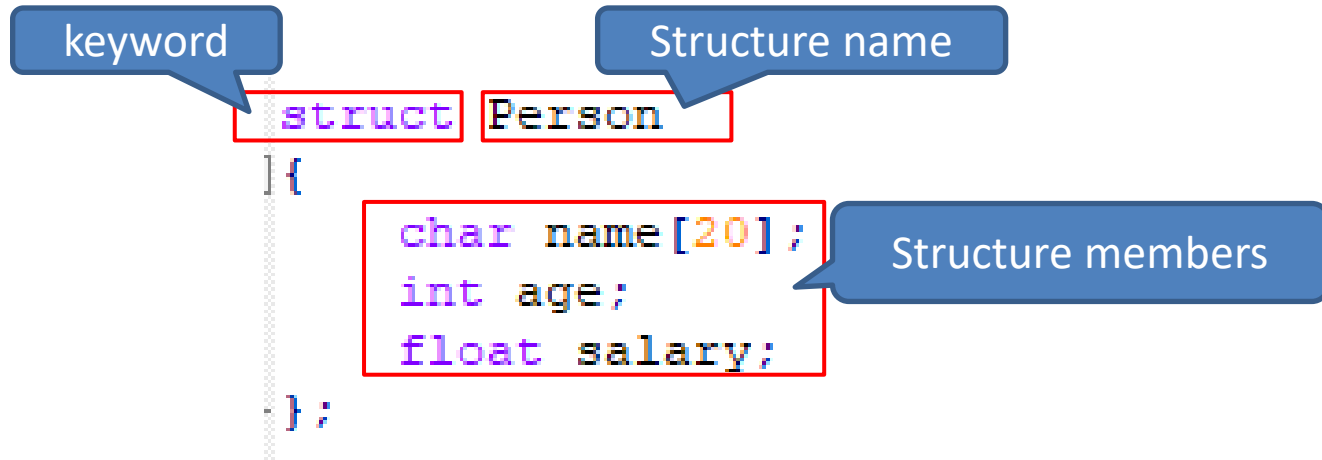 keyword
Structure name
struct Person
{
char name[20];
int age;
float salary;
Structure members
};